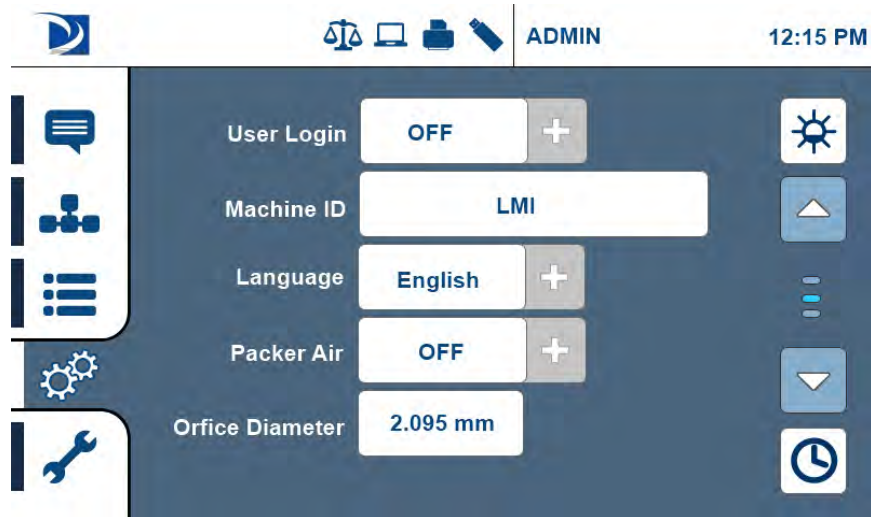 ADMIN 12:15 PM
User Login OFF
Machine ID LMI
Language English
Packer Air OFF
Orfice Diameter 2.095 mm